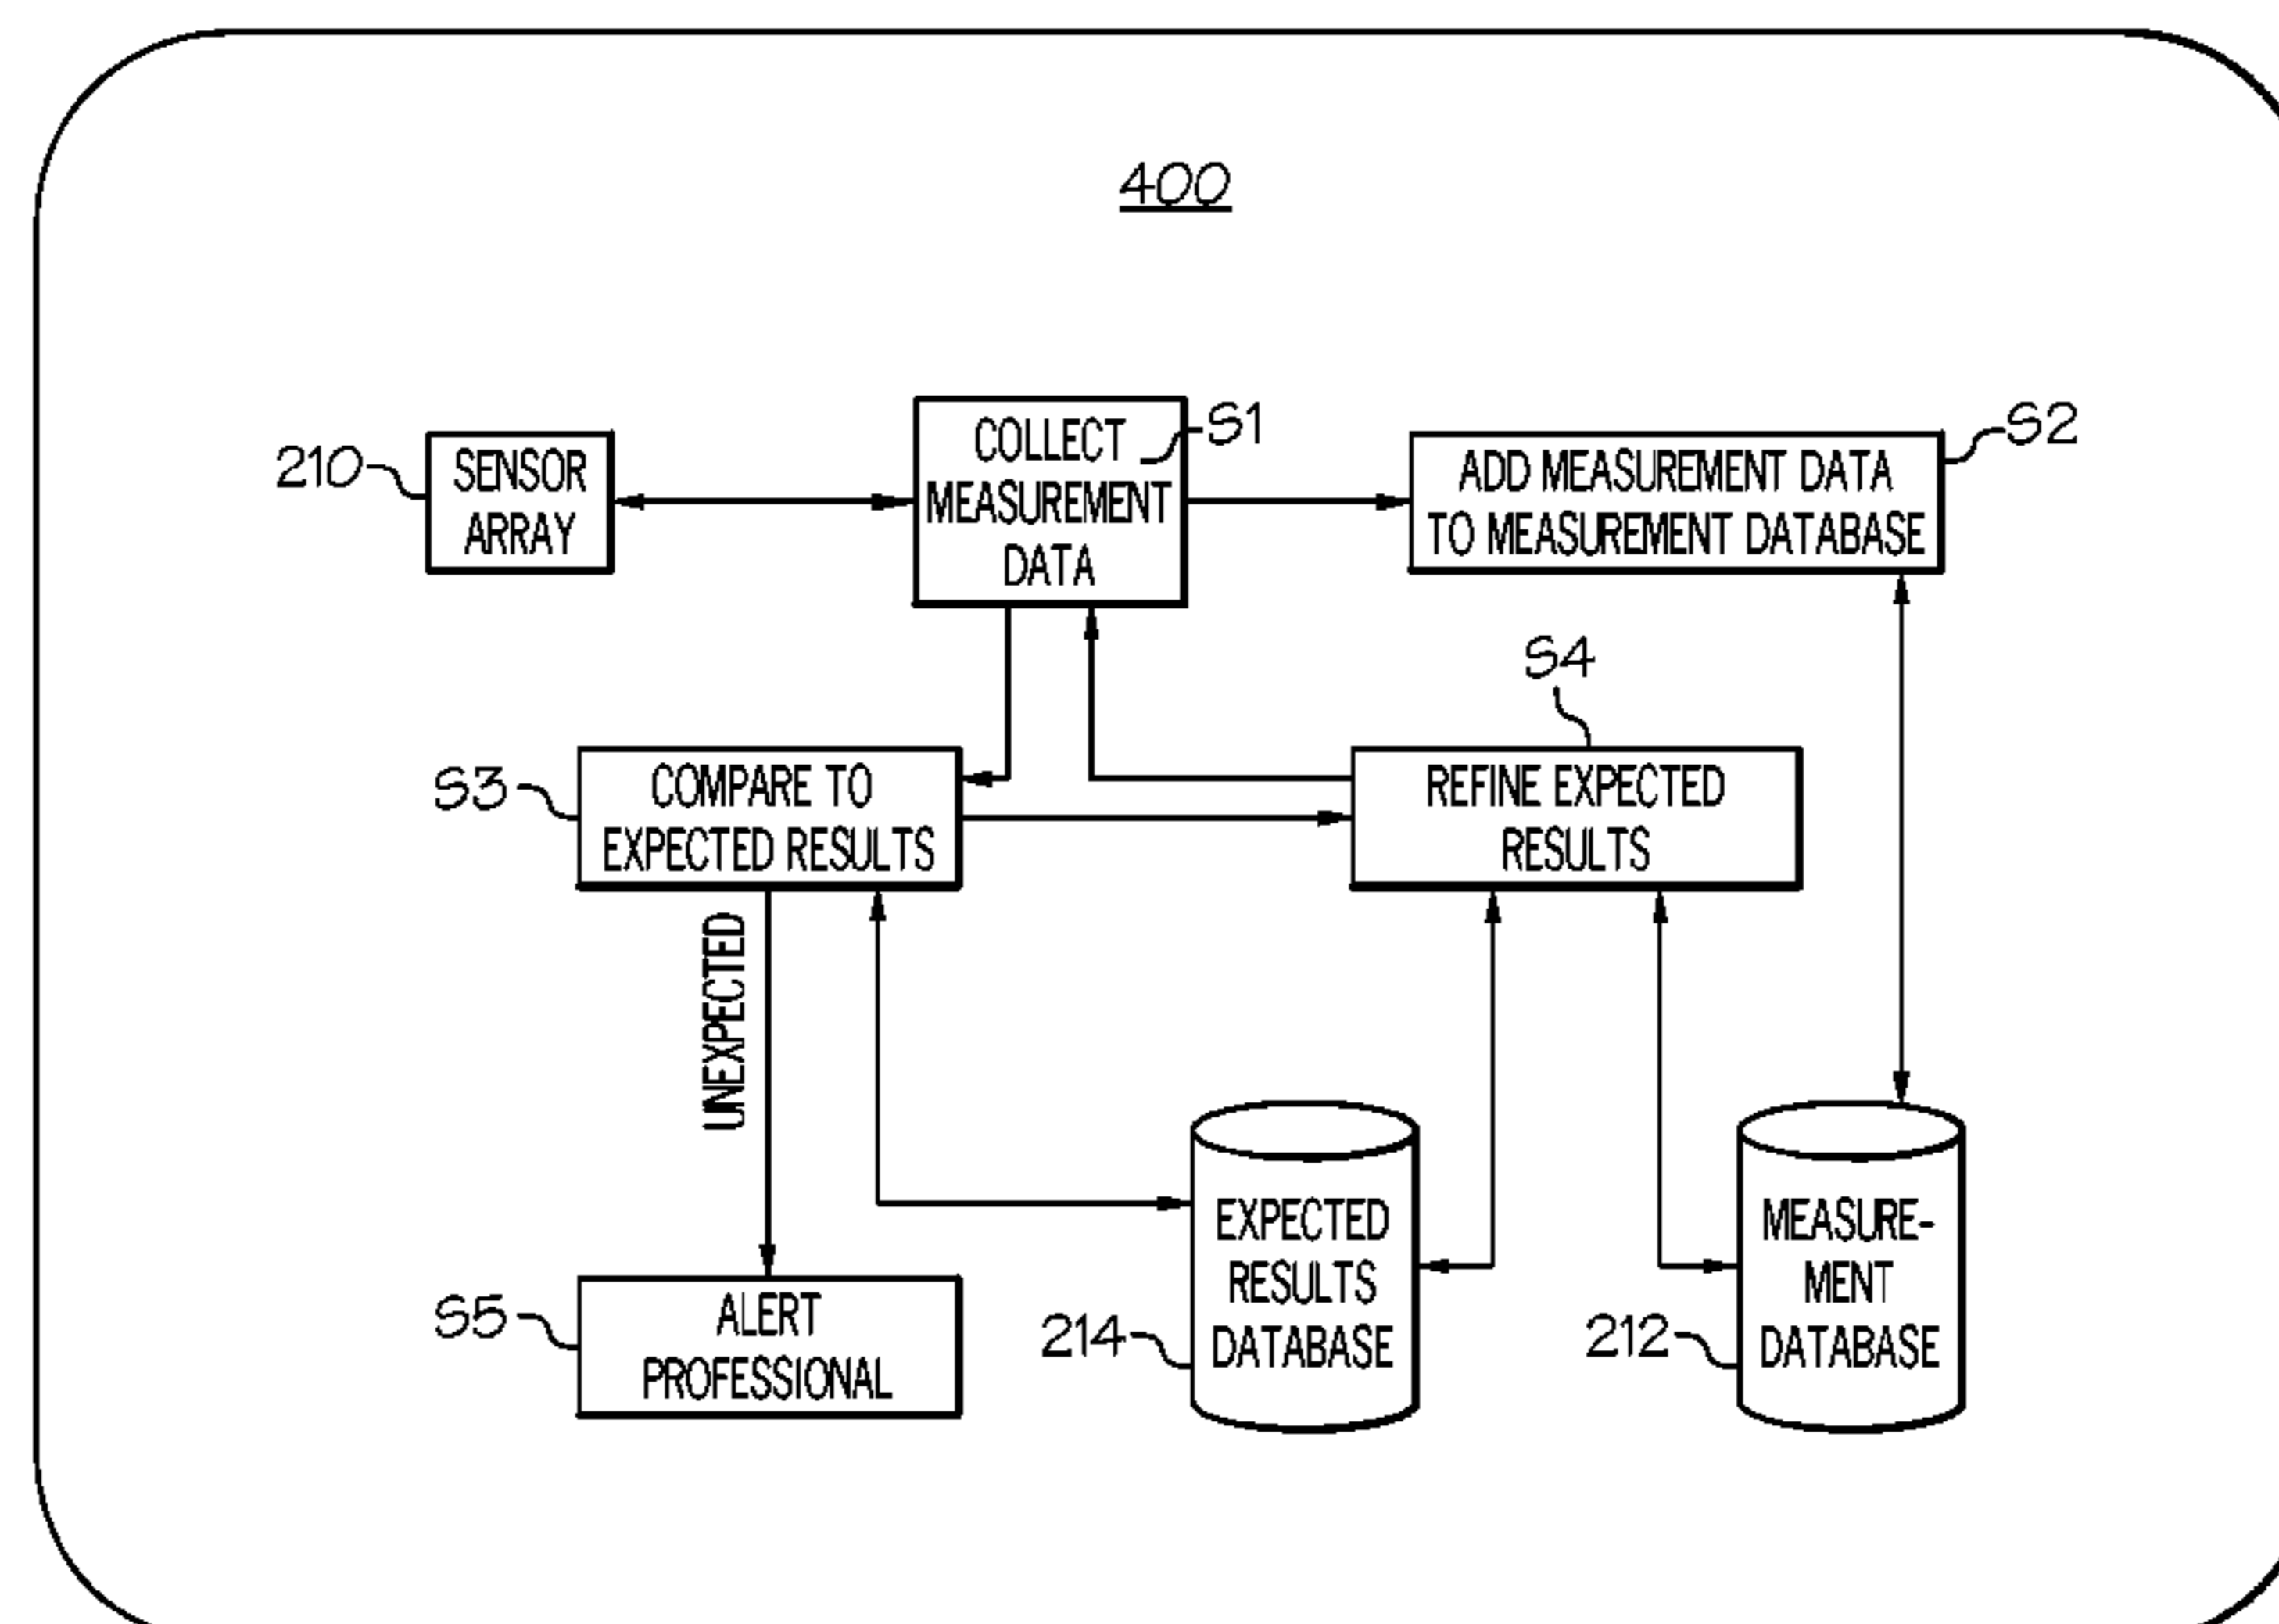 400
210
SENSOR
ARRAY
COLLECT
MEASUREMENT
DATA
S1
ADD MEASUREMENT DATA
TO MEASUREMENT DATABASE
S2
S3
COMPARE TO
EXPECTED RESULTS
S4
REFINE EXPECTED
RESULTS
UNEXPECTED
S5
ALERT
PROFESSIONAL
214
EXPECTED
RESULTS
DATABASE
212
MEASURE-
MENT
DATABASE